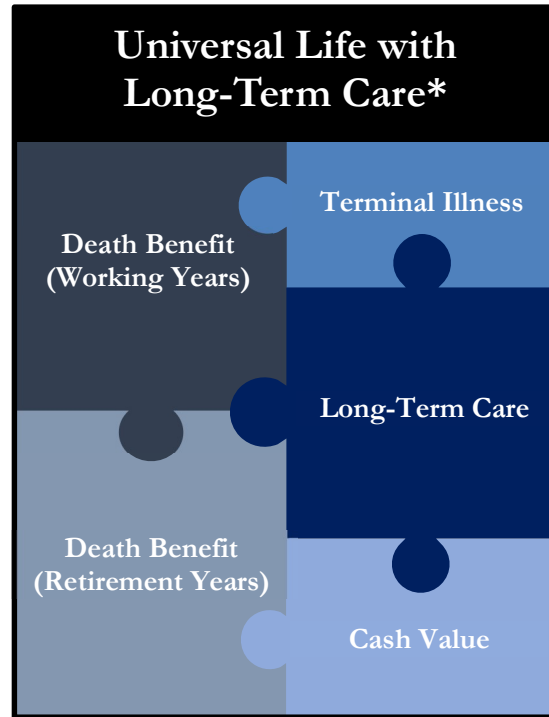 Universal Life with
Long-Term Care*
Death Benefit
(Working Years)
Terminal Illness
Long-Term Care
Death Benefit
(Retirement Years)
Cash Value